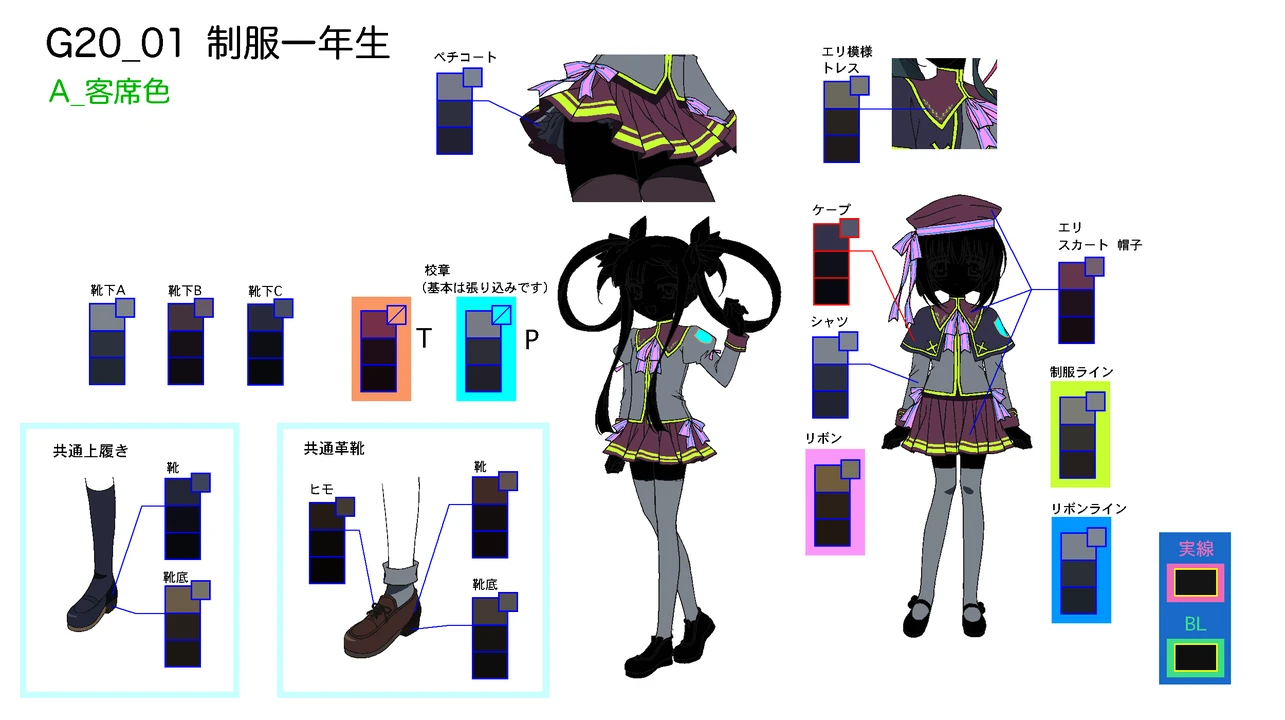 G20_01 制服一年生
A_客席色
ペチコート
エリ模様
トレス
ケープ
エリ
スカート 帽子
校章
（基本は張り込みです）
靴下A
靴下B
靴下C
T
P
シャツ
制服ライン
リボン
共通上履き
靴
靴底
共通革靴
ヒモ
靴
靴底
リボンライン
実線
BL